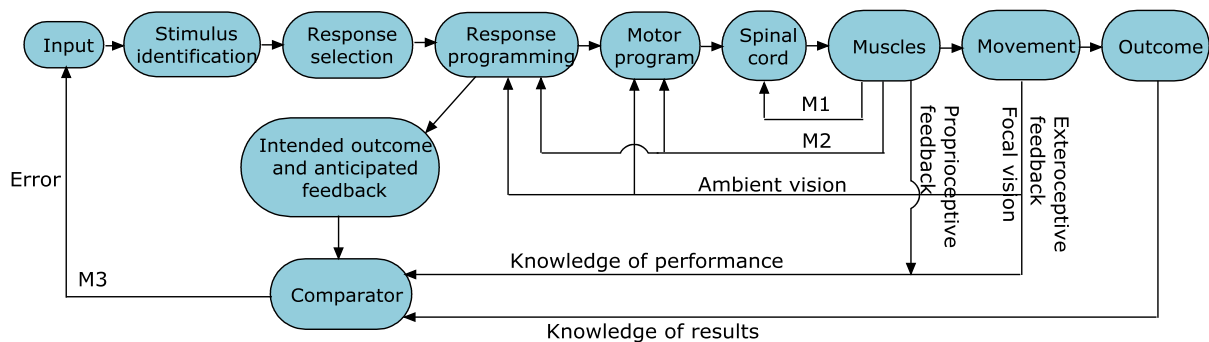 Input
Stimulus
identification
Response
selection
Response
programming
Motor
program
Spinal
cord
Muscles
Movement
Outcome
M1
M2
Proprioceptive
feedback
Focal vision
Exteroceptive
feedback
Intended outcome
and anticipated
feedback
Error
Ambient vision
Knowledge of performance
M3
Comparator
Knowledge of results